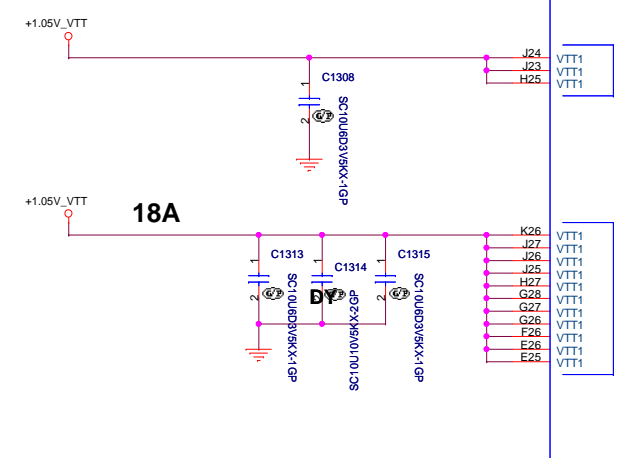 +1.05V_VTT
J24 VTT1
J23 VTT1
H25 VTT1
C1308
1
2
G/P
SC10U6D3V5KX-1GP
+1.05V_VTT
18A
K26 VTT1
J27 VTT1
J26 VTT1
J25 VTT1
H27 VTT1
G28 VTT1
G27 VTT1
G26 VTT1
F26 VTT1
E26 VTT1
E25 VTT1
C1313
1
2
G/P
SC10U6D3V5KX-1GP
C1314
1
2
DY
SC10U10V5KX-2GP
C1315
1
2
G/P
SC10U6D3V5KX-1GP